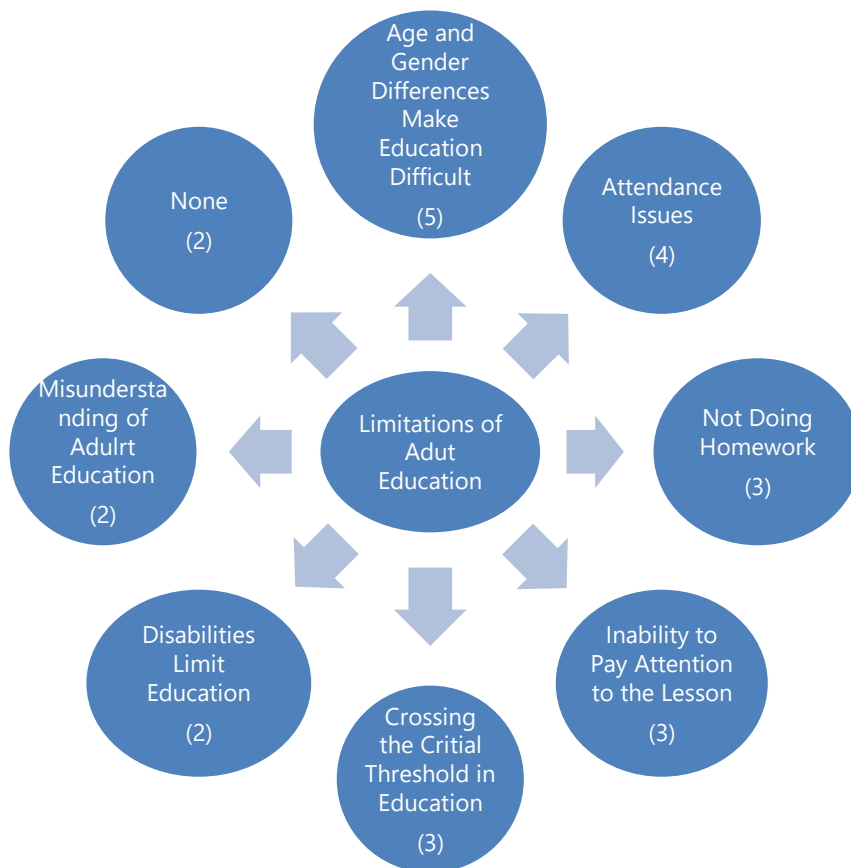 Age and
Gender
Differences
Make
Education
Difficult
(5)
Attendance
Issues
(4)
Not Doing
Homework
(3)
Inability to
Pay Attention
to the Lesson
(3)
Crossing
the Critial
Threshold in
Education
(3)
Disabilities
Limit
Education
(2)
Misundersta
nding of
Adulrt
Education
(2)
None
(2)
Limitations of
Adut
Education